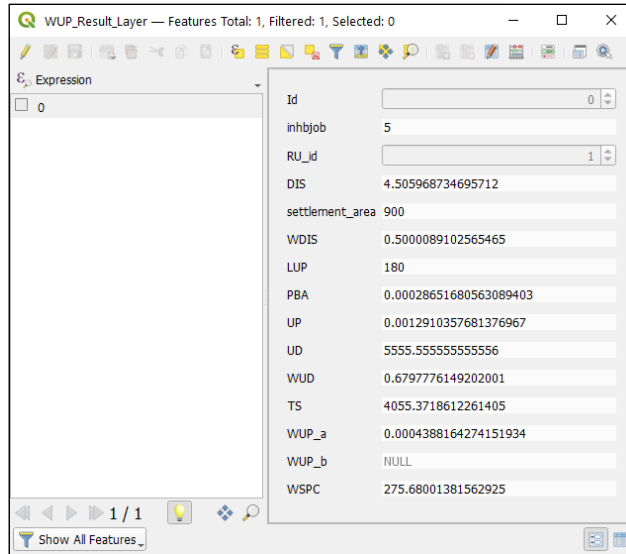 WUP_Result_Layer — Features Total: 1, Filtered: 1, Selected: 0
Expression
0
Id 0
inhbjob 5
RU_id 1
DIS 4.505968734695712
settlement_area 900
WDIS 0.5000089102565465
LUP 180
PBA 0.00028651680563089403
UP 0.0012910357681376967
UD 5555.555555555556
WUD 0.6797776149202001
TS 4055.3718612261405
WUP_a 0.0004388164274151934
WUP_b NULL
WSPC 275.68001381562925
1 / 1
Show All Features